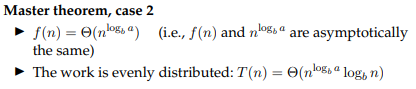 Master theorem, case 2
▶ f(n) = Θ(n^{log_b a}) (i.e., f(n) and n^{log_b a} are asymptotically
the same)
▶ The work is evenly distributed: T(n) = Θ(n^{log_b a} log_b n)